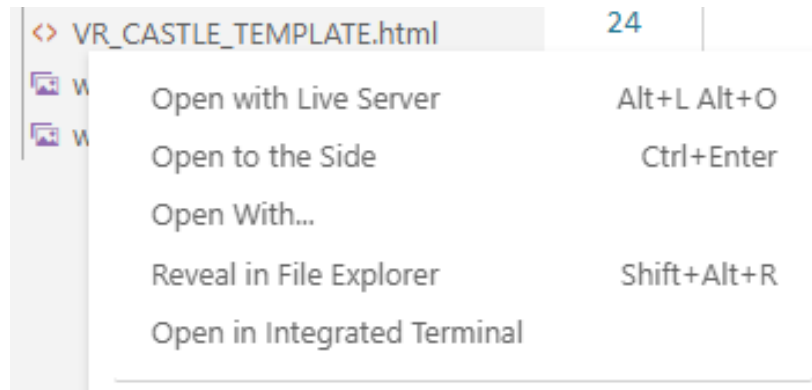 <> VR_CASTLE_TEMPLATE.html 24
w
Open with Live Server Alt+L Alt+O
w
Open to the Side Ctrl+Enter
Open With...
Reveal in File Explorer Shift+Alt+R
Open in Integrated Terminal